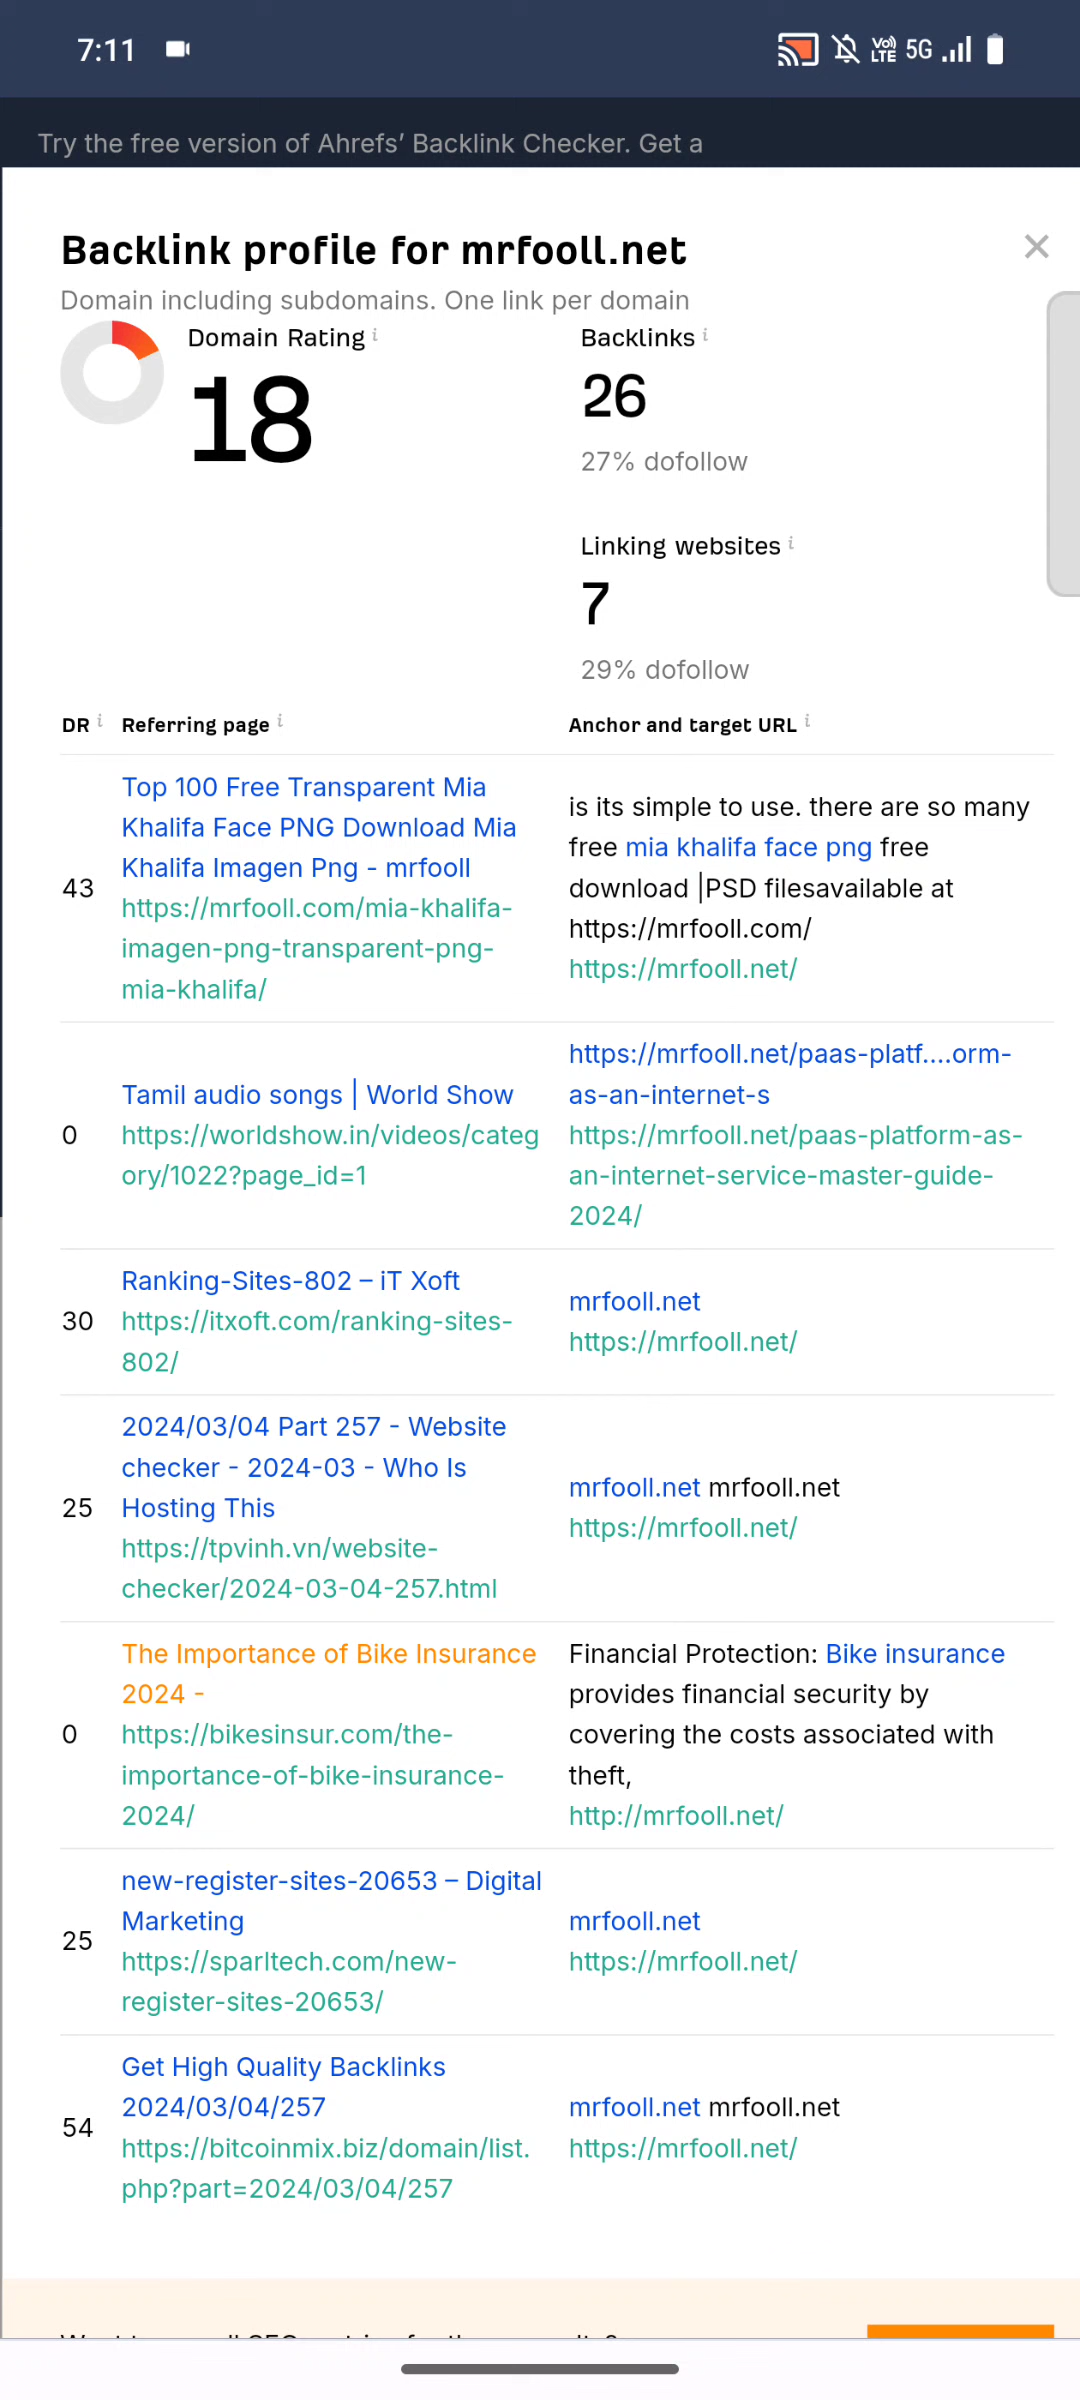 7:11
Vo)
LTE
5G
Try the free version of Ahrefs' Backlink Checker. Get a
Backlink profile for mrfooll.net
Domain including subdomains. One link per domain
Domain Rating i
18
Backlinks i
26
27% dofollow
Linking websites i
7
29% dofollow
DR i Referring page i Anchor and target URL i
43
Top 100 Free Transparent Mia
Khalifa Face PNG Download Mia
Khalifa Imagen Png - mrfooll
https://mrfooll.com/mia-khalifa-
imagen-png-transparent-png-
mia-khalifa/
is its simple to use. there are so many
free mia khalifa face png free
download |PSD filesavailable at
https://mrfooll.com/
https://mrfooll.net/
0
Tamil audio songs | World Show
https://worldshow.in/videos/categ
ory/1022?page_id=1
https://mrfooll.net/paas-platf....orm-
as-an-internet-s
https://mrfooll.net/paas-platform-as-
an-internet-service-master-guide-
2024/
30
Ranking-Sites-802 – iT Xoft
https://itxoft.com/ranking-sites-
802/
mrfooll.net
https://mrfooll.net/
25
2024/03/04 Part 257 - Website
checker - 2024-03 - Who Is
Hosting This
https://tpvinh.vn/website-
checker/2024-03-04-257.html
mrfooll.net mrfooll.net
https://mrfooll.net/
0
The Importance of Bike Insurance
2024 -
https://bikesinsur.com/the-
importance-of-bike-insurance-
2024/
Financial Protection: Bike insurance
provides financial security by
covering the costs associated with
theft,
http://mrfooll.net/
25
new-register-sites-20653 – Digital
Marketing
https://sparltech.com/new-
register-sites-20653/
mrfooll.net
https://mrfooll.net/
54
Get High Quality Backlinks
2024/03/04/257
https://bitcoinmix.biz/domain/list.
php?part=2024/03/04/257
mrfooll.net mrfooll.net
https://mrfooll.net/